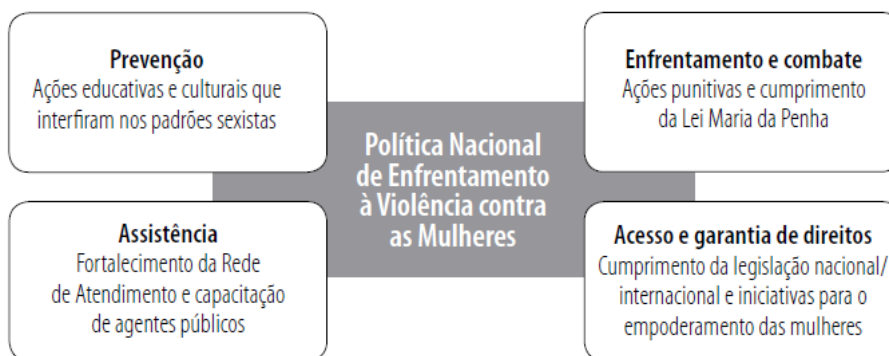 Prevenção
Ações educativas e culturais que
interfiram nos padrões sexistas
Enfrentamento e combate
Ações punitivas e cumprimento
da Lei Maria da Penha
Política Nacional
de Enfrentamento
à Violência contra
as Mulheres
Assistência
Fortalecimento da Rede
de Atendimento e capacitação
de agentes públicos
Acesso e garantia de direitos
Cumprimento da legislação nacional/
internacional e iniciativas para o
empoderamento das mulheres